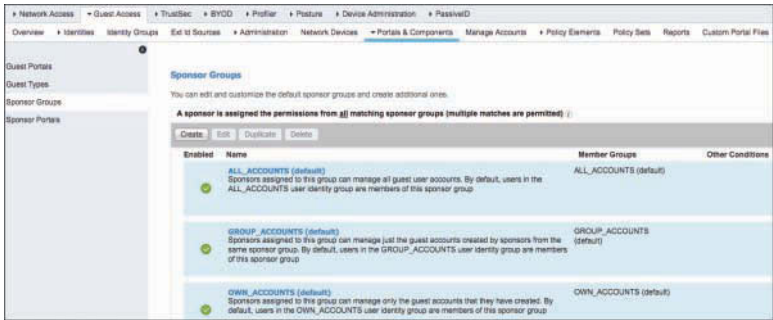 Network Access Guest Access TrustSec BYOD Profiler Posture Device Administration PassiveID
Overview Identities Identity Groups Ext Id Sources Administration Network Devices Portals & Components Manage Accounts Policy Elements Policy Sets Reports Custom Portal Files
Guest Portals
Guest Types
Sponsor Groups
Sponsor Portals
Sponsor Groups
You can edit and customize the default sponsor groups and create additional ones.
A sponsor is assigned the permissions from all matching sponsor groups (multiple matches are permitted)
Create Edit Duplicate Delete
Enabled Name Member Groups Other Conditions
ALL_ACCOUNTS (default) ALL_ACCOUNTS (default)
Sponsors assigned to this group can manage all guest user accounts. By default, users in the
ALL_ACCOUNTS user identity group are members of this sponsor group
GROUP_ACCOUNTS (default) GROUP_ACCOUNTS
Sponsors assigned to this group can manage just the guest accounts created by sponsors from the (default)
same sponsor group. By default, users in the GROUP_ACCOUNTS user identity group are members
of this sponsor group
OWN_ACCOUNTS (default) OWN_ACCOUNTS (default)
Sponsors assigned to this group can manage only the guest accounts that they have created. By
default, users in the OWN_ACCOUNTS user identity group are members of this sponsor group